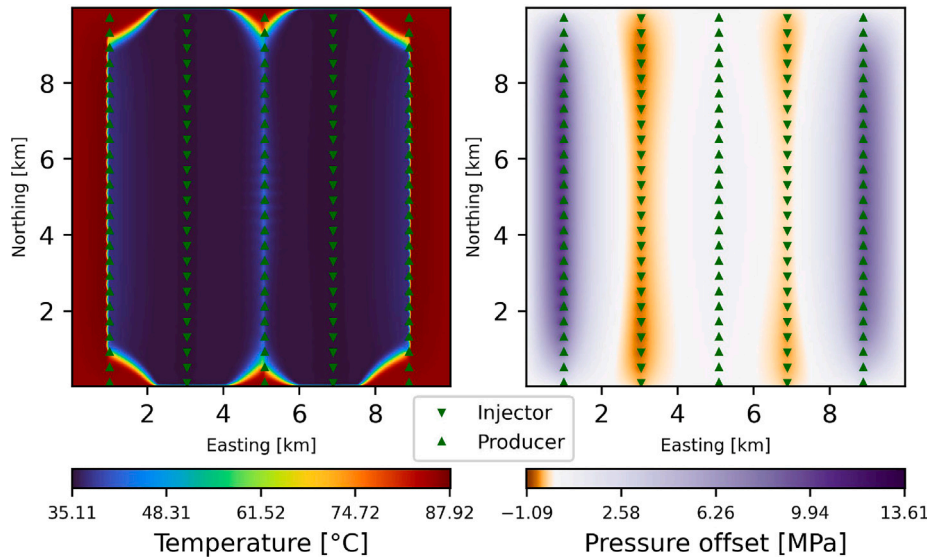 8
6
4
2
Northing [km]
2 4 6 8
Easting [km]
8
6
4
2
Northing [km]
2 4 6 8
Easting [km]
Injector
Producer
35.11 48.31 61.52 74.72 87.92
Temperature [°C]
−1.09 2.58 6.26 9.94 13.61
Pressure offset [MPa]